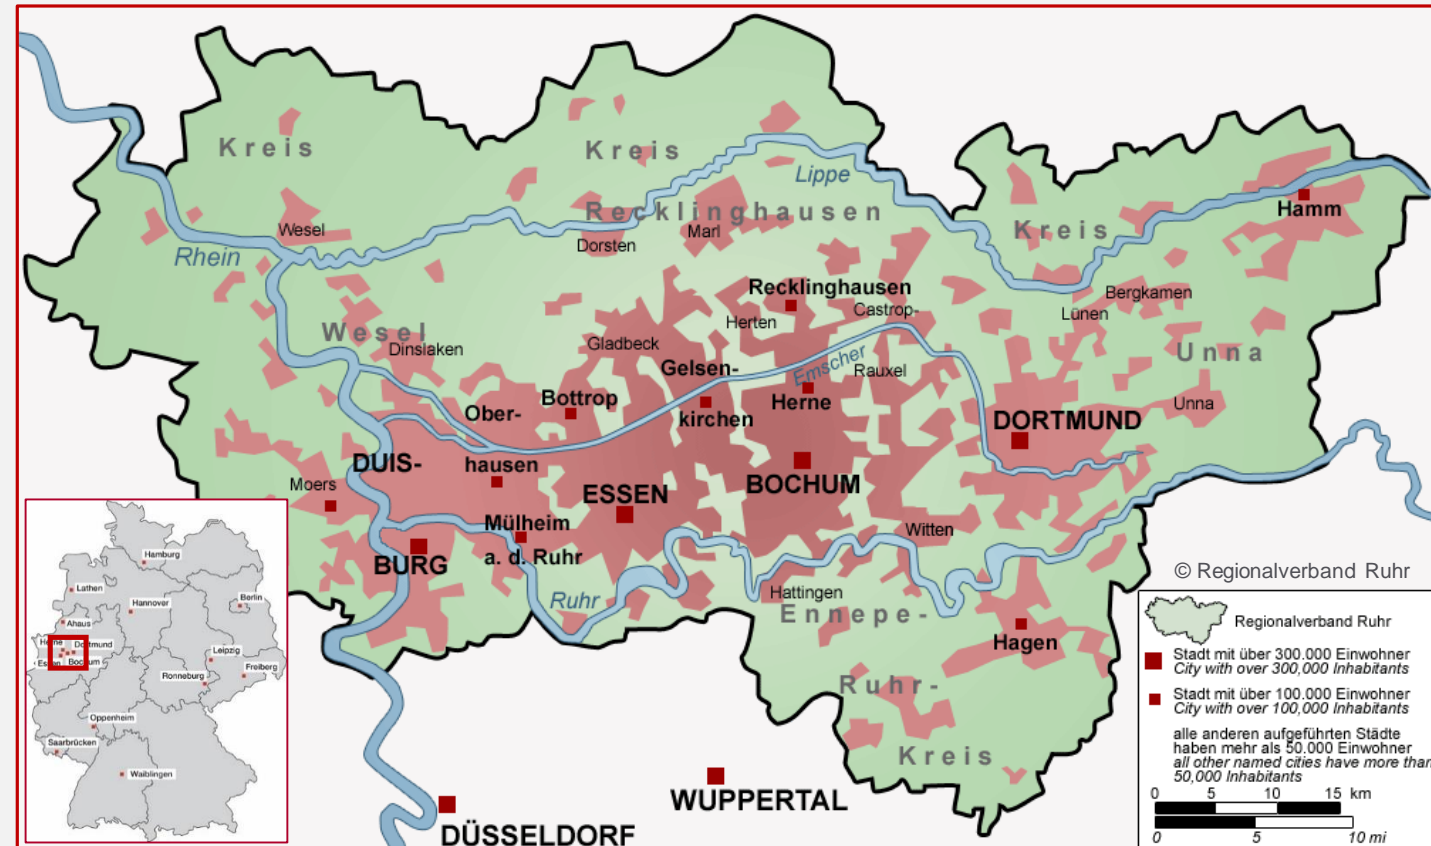 Kreis
Kreis
Lippe
Recklinghausen
Hamm
Wesel
Dorsten
Marl
Kreis
Rhein
Recklinghausen
Bergkamen
Herten
Castrop-
Lünen
Wesel
Dinslaken
Gladbeck
Unna
Gelsen-
Emscher
Rauxel
Ober-
Bottrop
kirchen
Herne
Unna
DORTMUND
DUIS-
hausen
BOCHUM
Moers
ESSEN
Mülheim
a. d. Ruhr
Witten
BURG
Ruhr
Hattingen
Ennepe-
Hagen
Ruhr-
Kreis
WUPPERTAL
DÜSSELDORF
Hamburg
Lathen
Berlin
Hannover
Ahaus
Herne
Dortmund
Essen
Bochum
Leipzig
Freiberg
Ronneburg
Oppenheim
Saarbrücken
Waiblingen
© Regionalverband Ruhr
Regionalverband Ruhr
Stadt mit über 300.000 Einwohner
City with over 300,000 Inhabitants
Stadt mit über 100.000 Einwohner
City with over 100,000 Inhabitants
alle anderen aufgeführten Städte
haben mehr als 50.000 Einwohner
all other named cities have more than
50,000 Inhabitants
0 5 10 15 km
0 5 10 mi